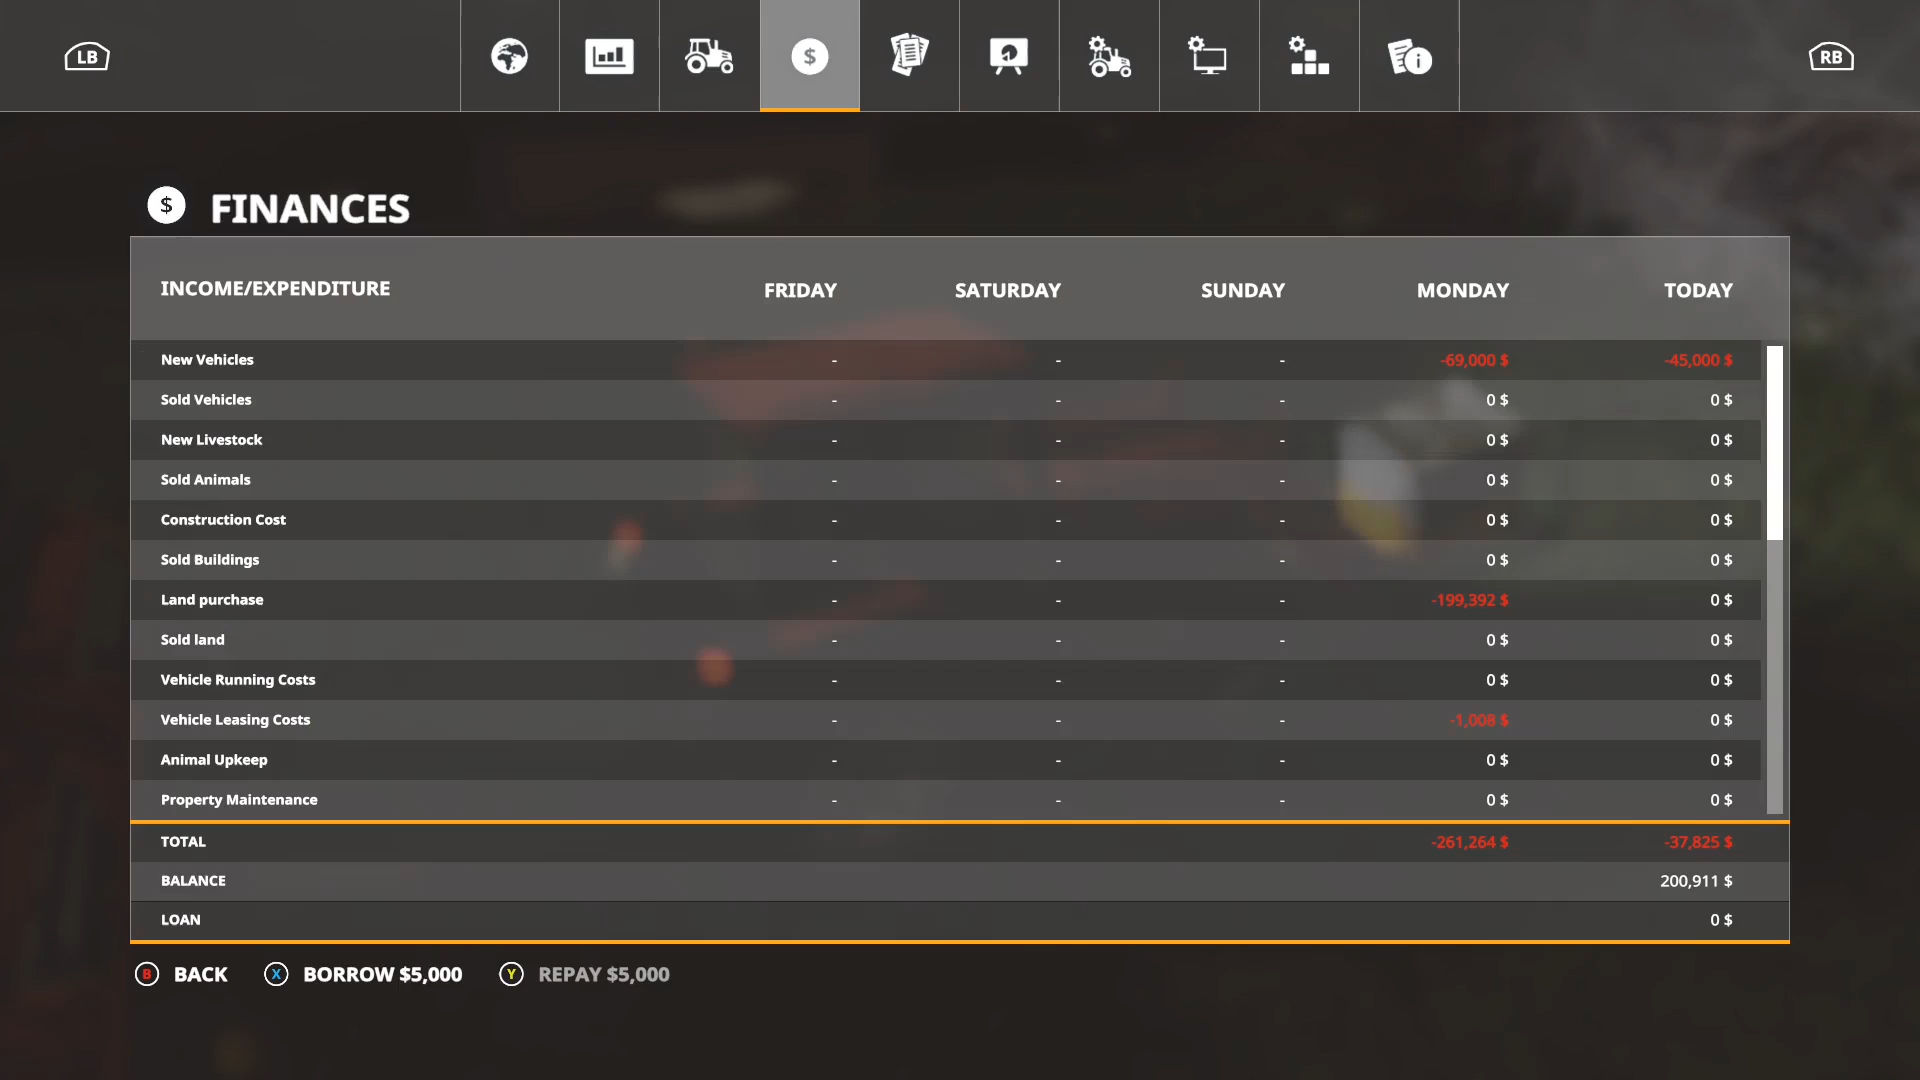 LB
RB
$
$ FINANCES
INCOME/EXPENDITURE FRIDAY SATURDAY SUNDAY MONDAY TODAY
New Vehicles - - - -69,000 $ -45,000 $
Sold Vehicles - - - 0 $ 0 $
New Livestock - - - 0 $ 0 $
Sold Animals - - - 0 $ 0 $
Construction Cost - - - 0 $ 0 $
Sold Buildings - - - 0 $ 0 $
Land purchase - - - -199,392 $ 0 $
Sold land - - - 0 $ 0 $
Vehicle Running Costs - - - 0 $ 0 $
Vehicle Leasing Costs - - - -1,008 $ 0 $
Animal Upkeep - - - 0 $ 0 $
Property Maintenance - - - 0 $ 0 $
TOTAL -261,264 $ -37,825 $
BALANCE 200,911 $
LOAN 0 $
B BACK X BORROW $5,000 Y REPAY $5,000